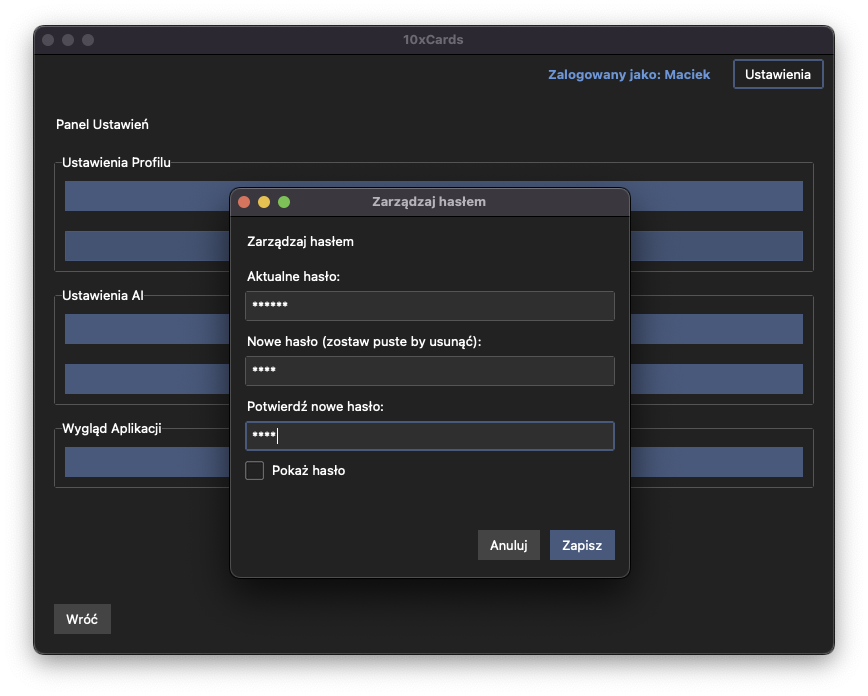 10xCards
Zalogowany jako: Maciek
Ustawienia
Panel Ustawień
Ustawienia Profilu
Zarządzaj hasłem
Zarządzaj hasłem
Aktualne hasło:
******
Ustawienia AI
Nowe hasło (zostaw puste by usunąć):
****
Potwierdź nowe hasło:
****
Wygląd Aplikacji
Pokaż hasło
Anuluj
Zapisz
Wróć